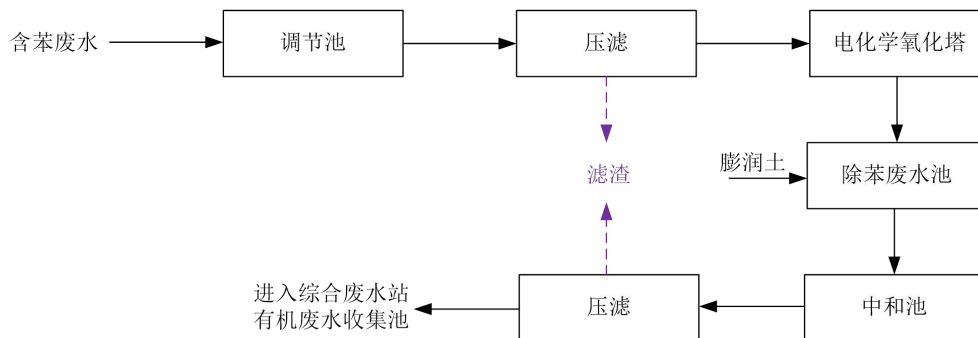 含苯废水
调节池
压滤
电化学氧化塔
膨润土
除苯废水池
滤渣
进入综合废水站
有机废水收集池
压滤
中和池